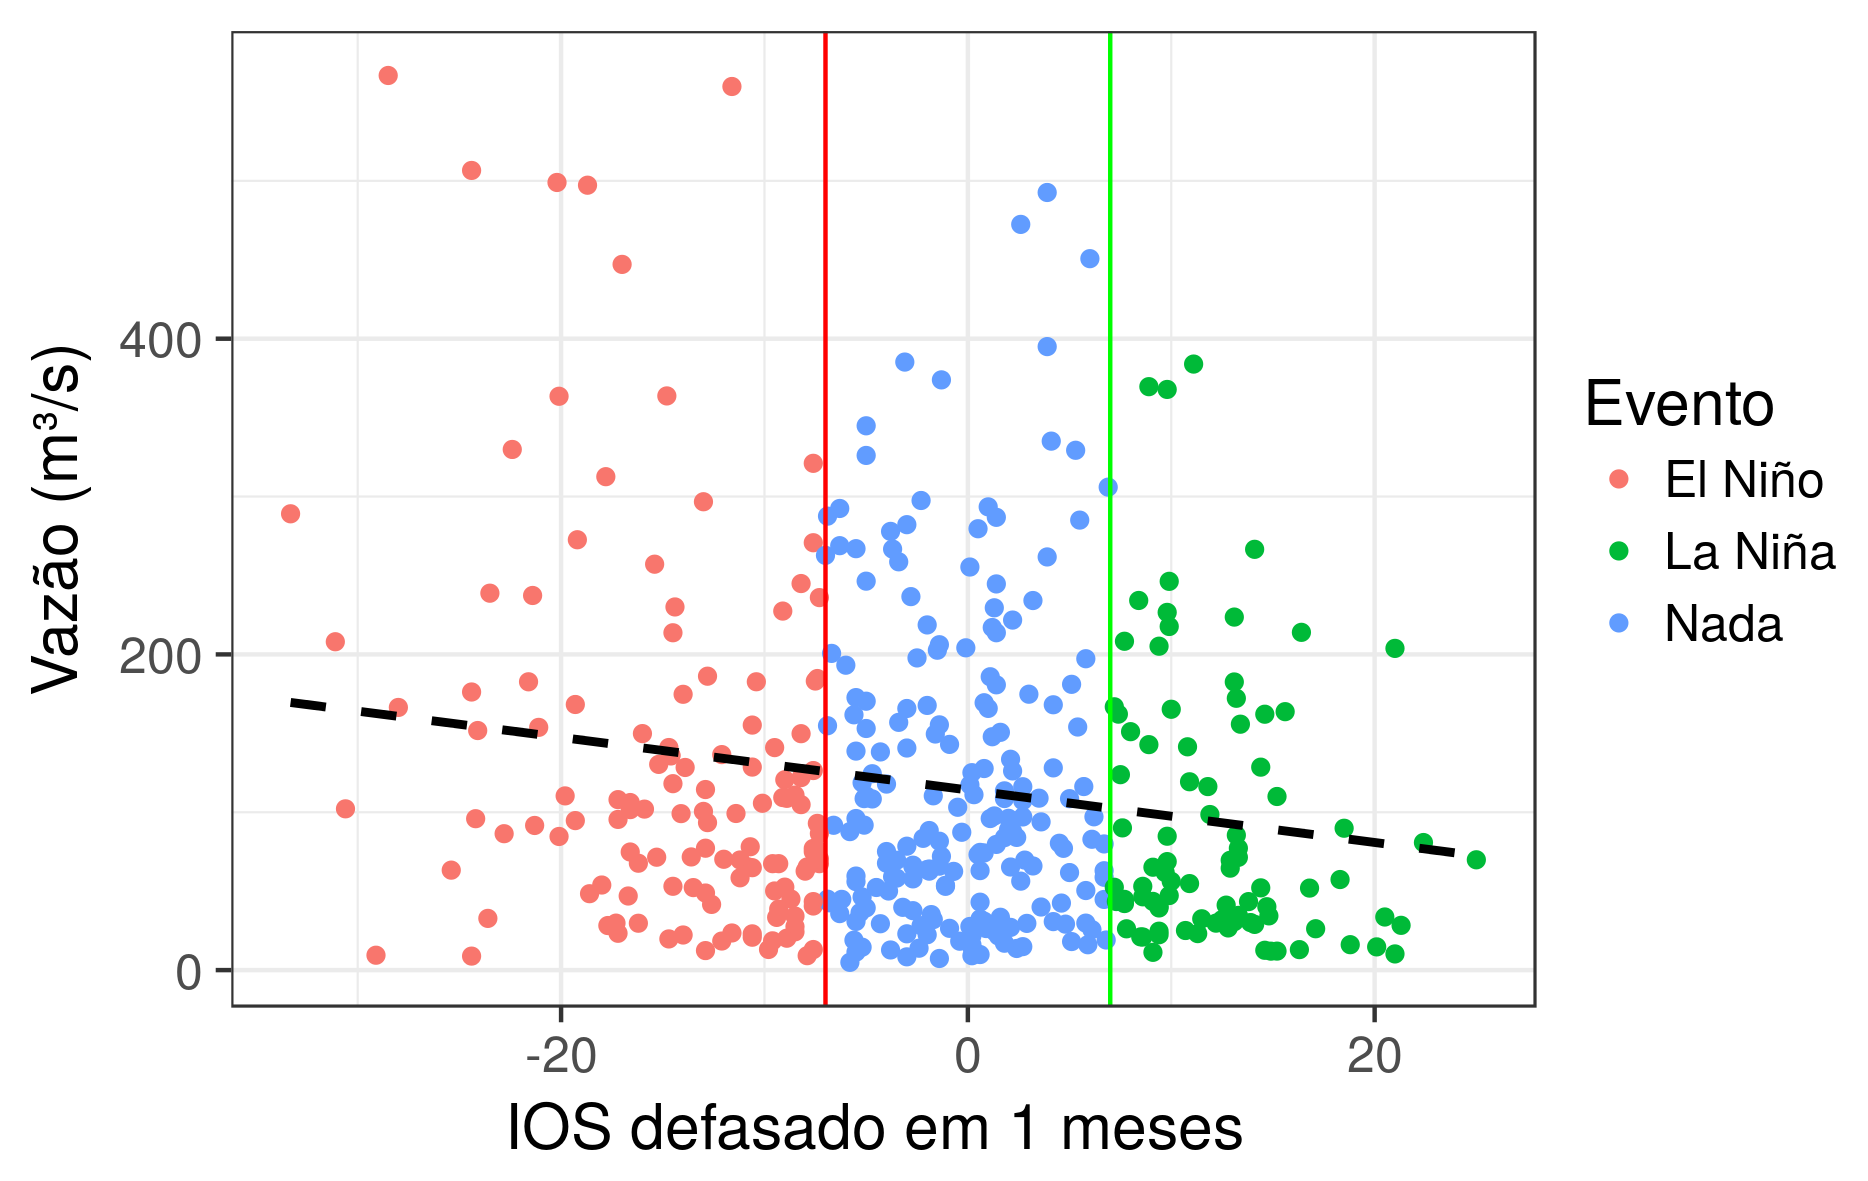 Vazão (m³/s)
400
200
0
-20
0
20
IOS defasado em 1 meses
Evento
El Niño
La Niña
Nada